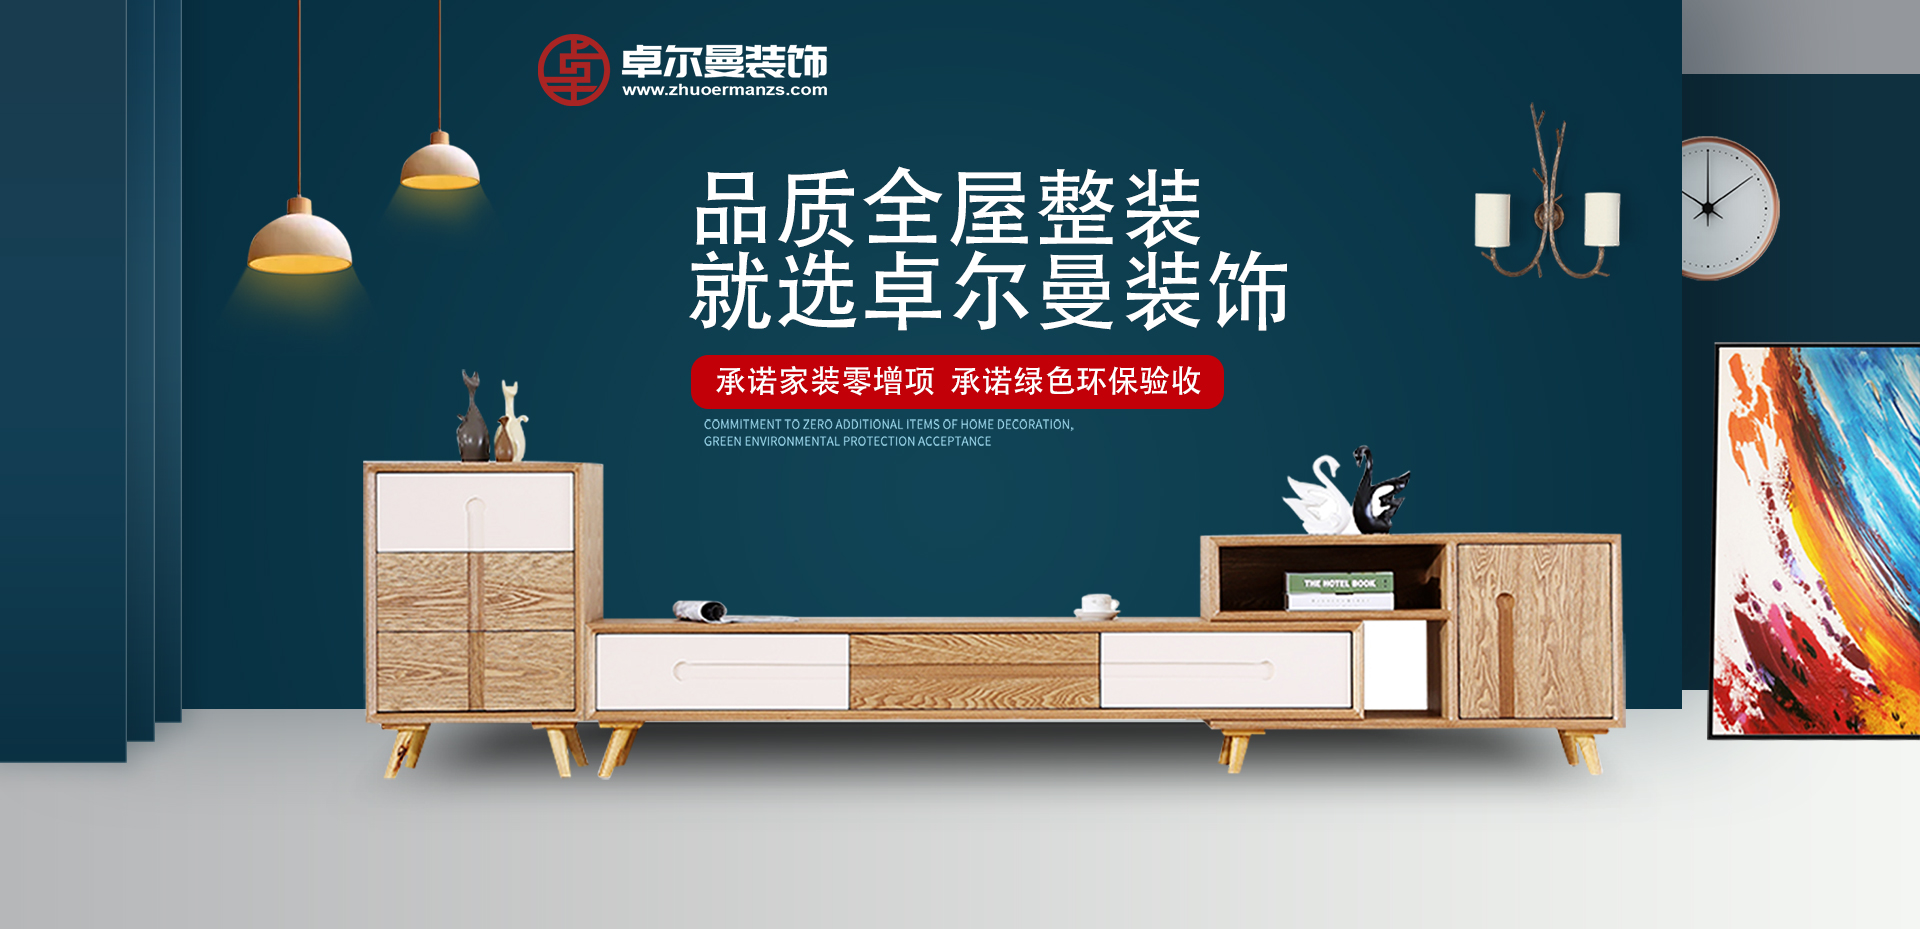 卓尔曼装饰
www.zhuoermanzs.com
品质全屋整装
就选卓尔曼装饰
承诺家装零增项 承诺绿色环保验收
COMMITMENT TO ZERO ADDITIONAL ITEMS OF HOME DECORATION,
GREEN ENVIRONMENTAL PROTECTION ACCEPTANCE
THE HOTEL BOOK